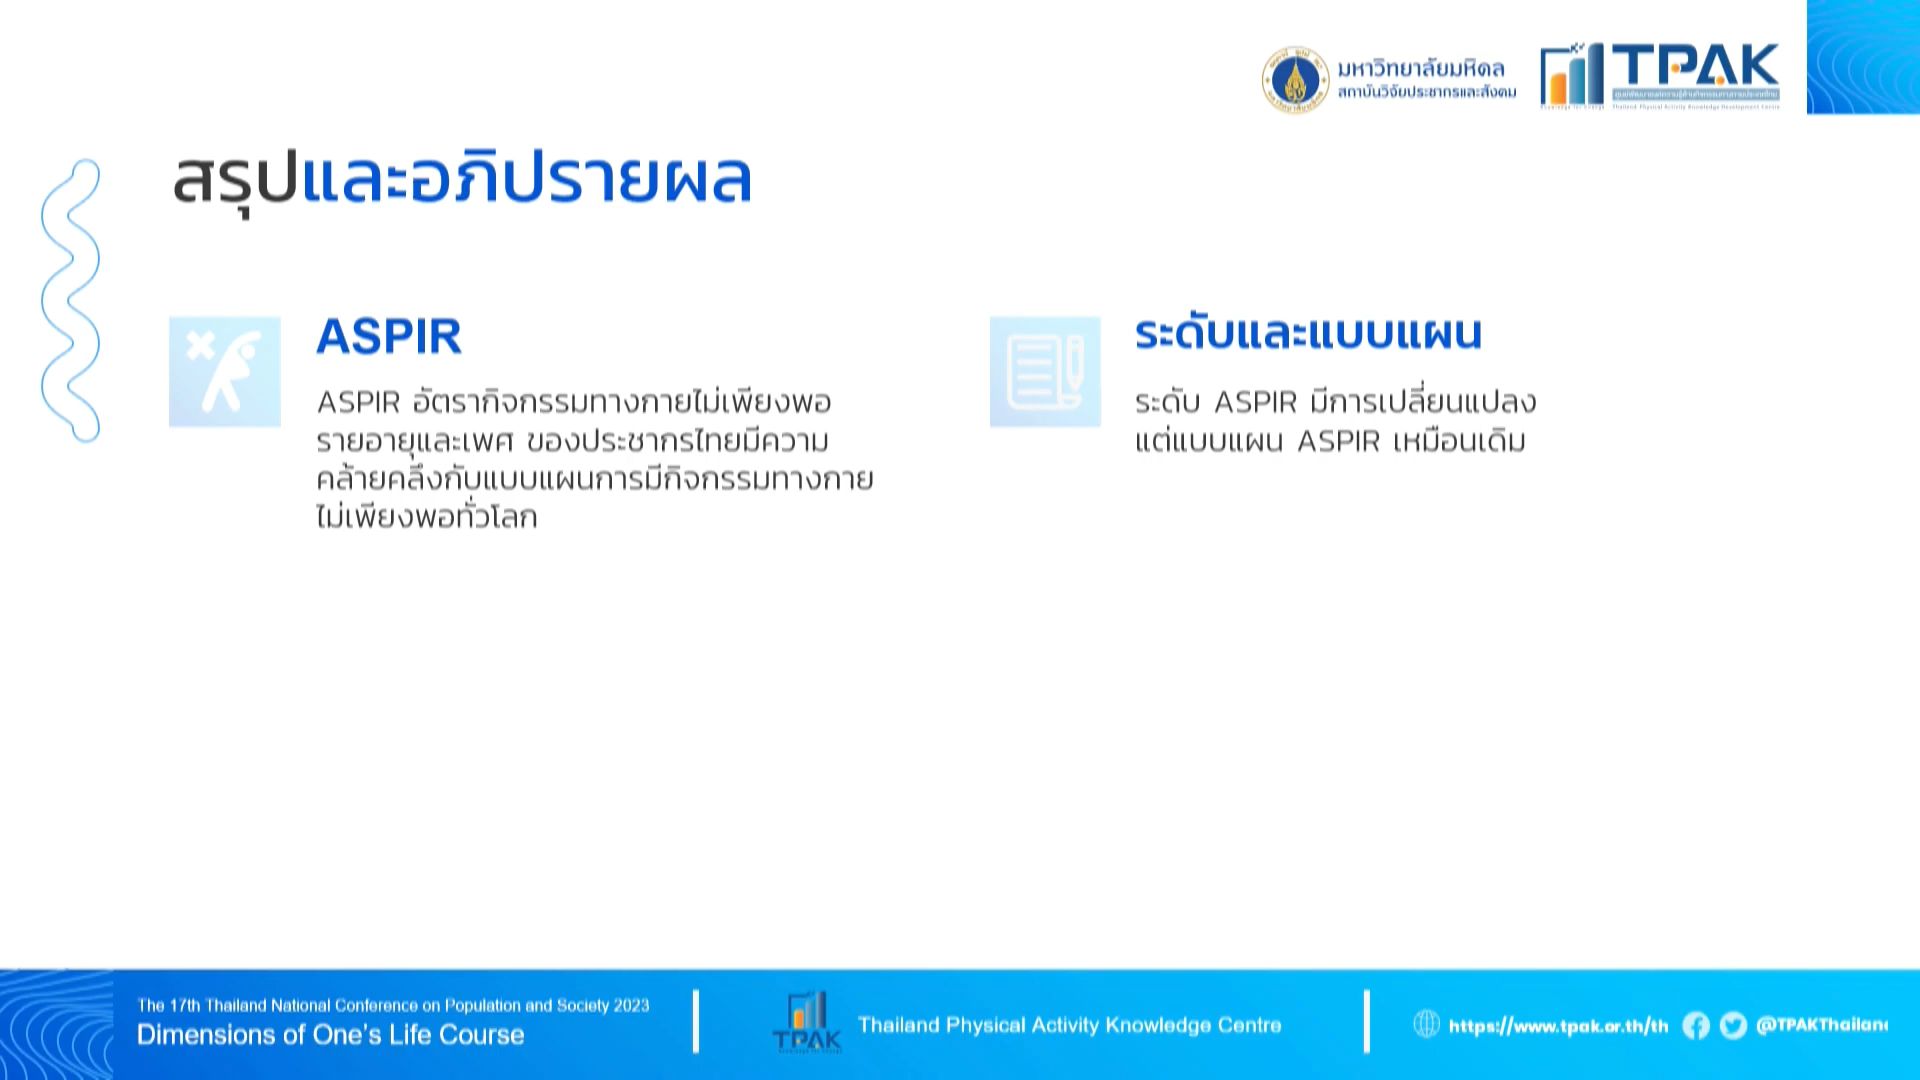 มหาวิทยาลัยมหิดล
สถาบันวิจัยประชากรและสังคม
TPAK
สรุปและอภิปรายผล
ASPIR
ASPIR อัตรากิจกรรมทางกายไม่เพียงพอ
รายอายุและเพศ ของประชากรไทยมีความ
คล้ายคลึงกับแบบแผนการมีกิจกรรมทางกาย
ไม่เพียงพอทั่วโลก
ระดับและแบบแผน
ระดับ ASPIR มีการเปลี่ยนแปลง
แต่แบบแผน ASPIR เหมือนเดิม
The 17th Thailand National Conference on Population and Society 2023
Dimensions of One's Life Course
TPAK
Thailand Physical Activity Knowledge Centre
https://www.tpak.or.th/th
@TPAKThailand